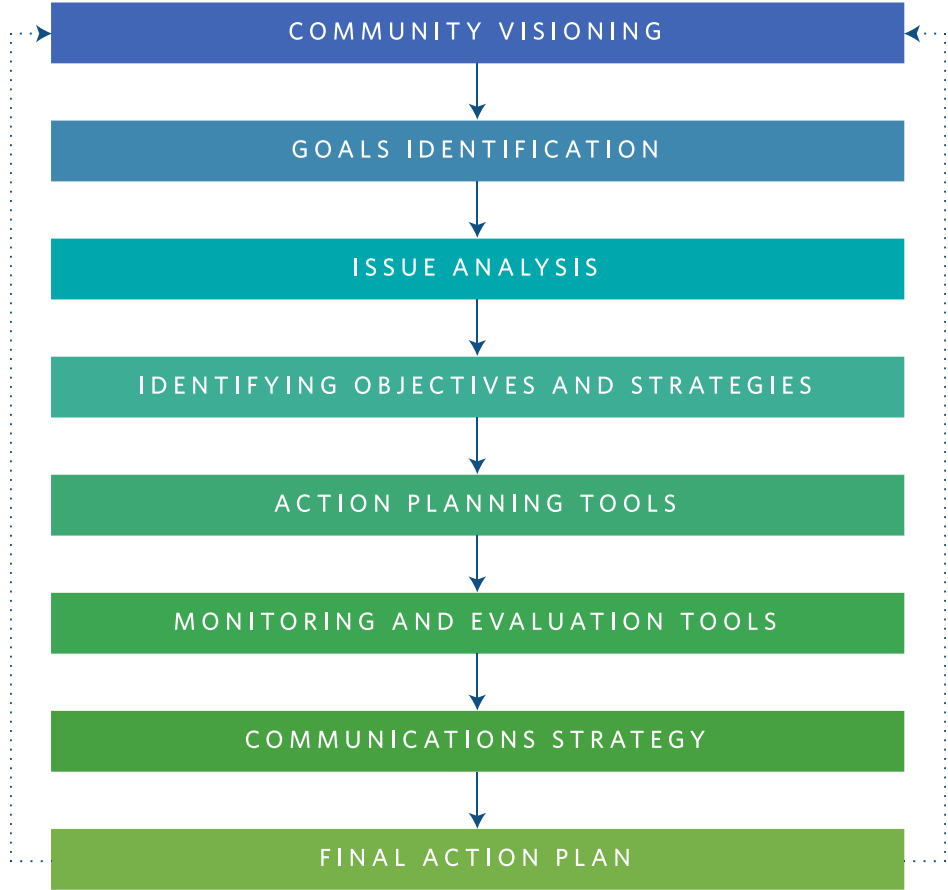 COMMUNITY VISIONING
GOALS IDENTIFICATION
ISSUE ANALYSIS
IDENTIFYING OBJECTIVES AND STRATEGIES
ACTION PLANNING TOOLS
MONITORING AND EVALUATION TOOLS
COMMUNICATIONS STRATEGY
FINAL ACTION PLAN